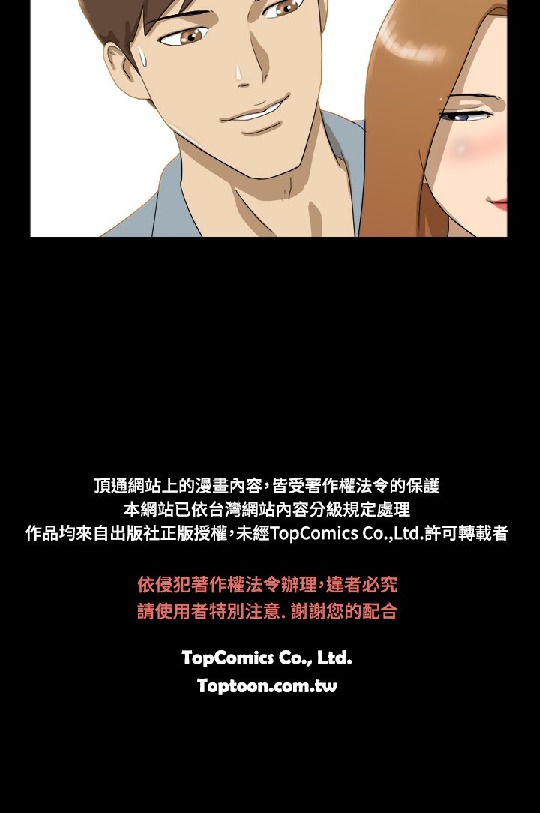 頂通網站上的漫畫內容,皆受著作權法令的保護
本網站已依台灣網站內容分級規定處理
作品均來自出版社正版授權,未經TopComics Co.,Ltd.許可轉載者
依侵犯著作權法令辦理,違者必究
請使用者特別注意. 謝謝您的配合
TopComics Co., Ltd.
Toptoon.com.tw